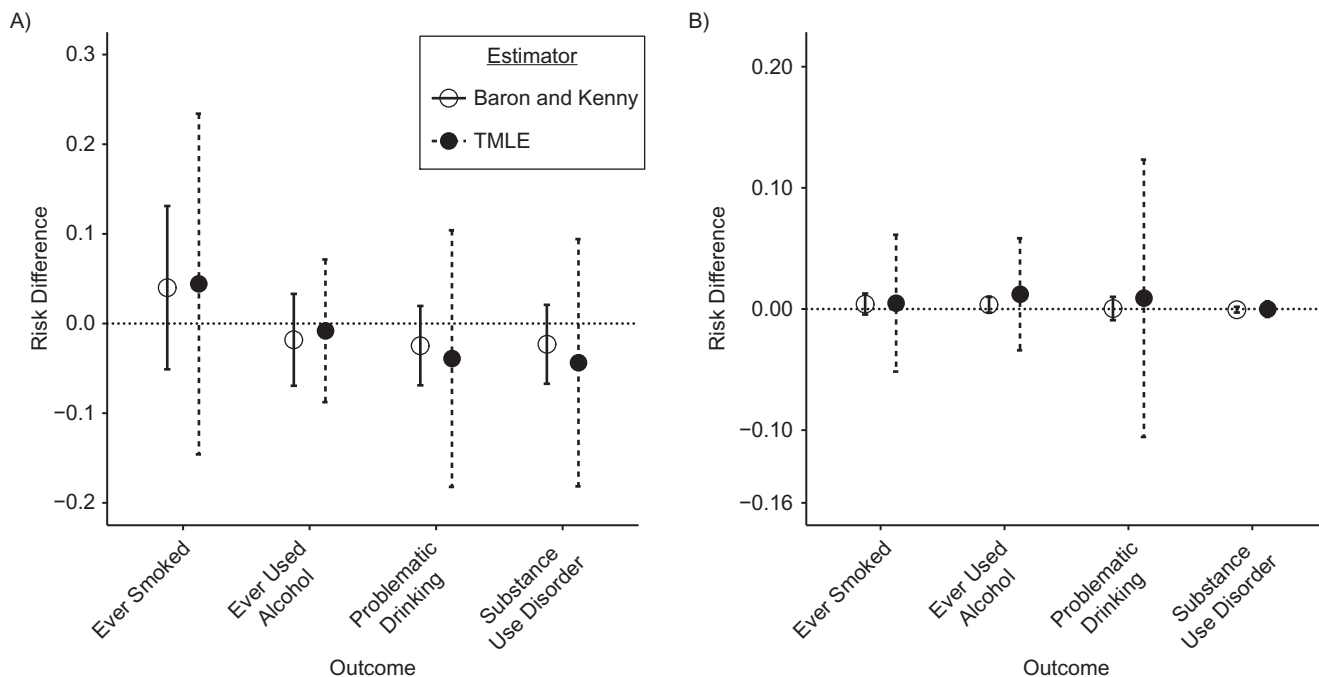 A)
0.3
0.2
0.1
0.0
−0.1
−0.2
Risk Difference
Estimator
Baron and Kenny
TMLE
Ever Smoked
Ever Used
Alcohol
Problematic
Drinking
Substance
Use Disorder
Outcome
B)
0.20
0.10
0.00
−0.10
−0.16
Risk Difference
Ever Smoked
Ever Used
Alcohol
Problematic
Drinking
Substance
Use Disorder
Outcome